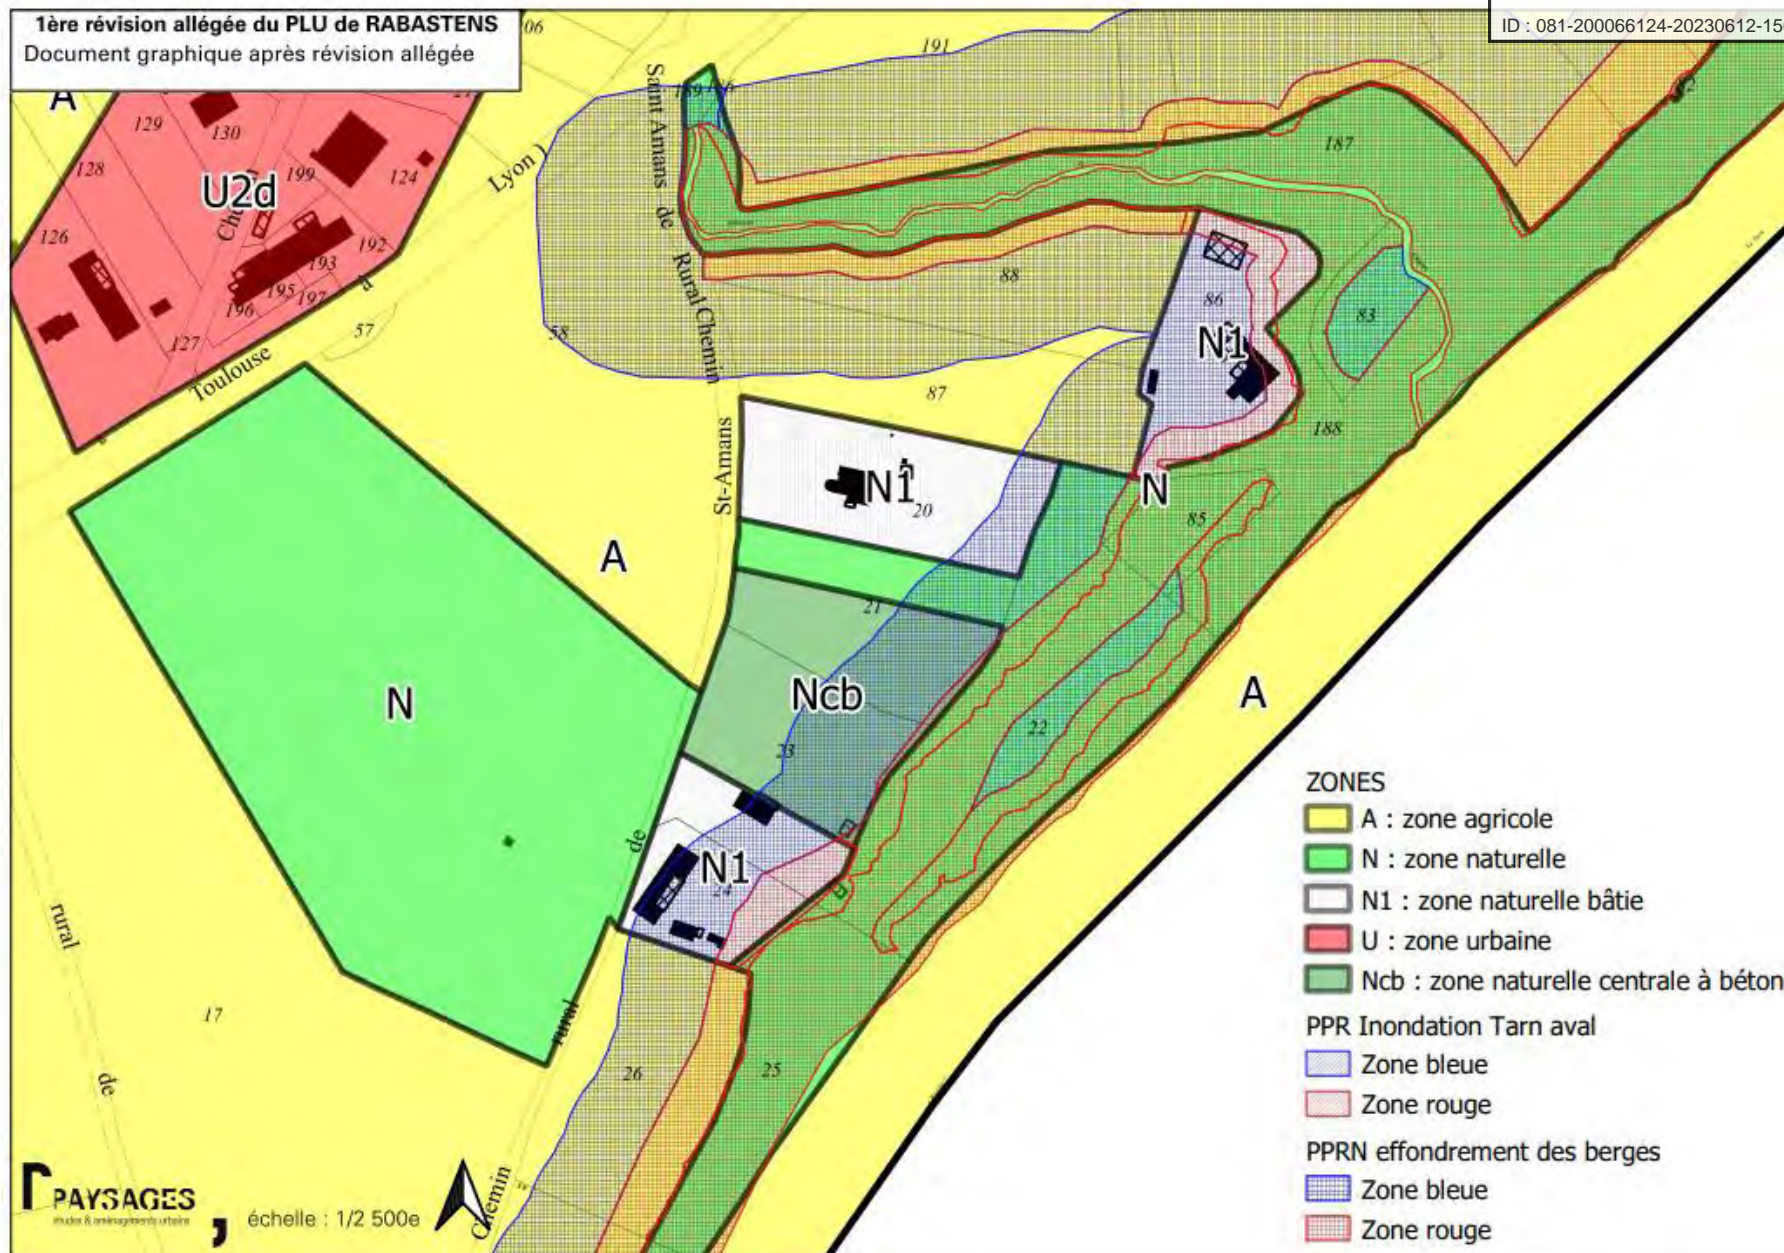 1ère révision allégée du PLU de RABASTENS
Document graphique après révision allégée
ID : 081-200066124-20230612-15
06
191
A
129
130
128
199
124
U2d
126
192
193
195
197
196
127
57
Toulouse
à
Lyon )
Saint Amans de
Rural Chemin
58
88
87
187
86
N1
83
188
St-Amans
N1
20
N
85
A
21
N
Ncb
23
22
A
de
N1
24
rural
17
de
rural
26
25
Chemin
ZONES
A : zone agricole
N : zone naturelle
N1 : zone naturelle bâtie
U : zone urbaine
Ncb : zone naturelle centrale à béton
PPR Inondation Tarn aval
Zone bleue
Zone rouge
PPRN effondrement des berges
Zone bleue
Zone rouge
PAYSAGES
études & aménagements urbains
échelle : 1/2 500e